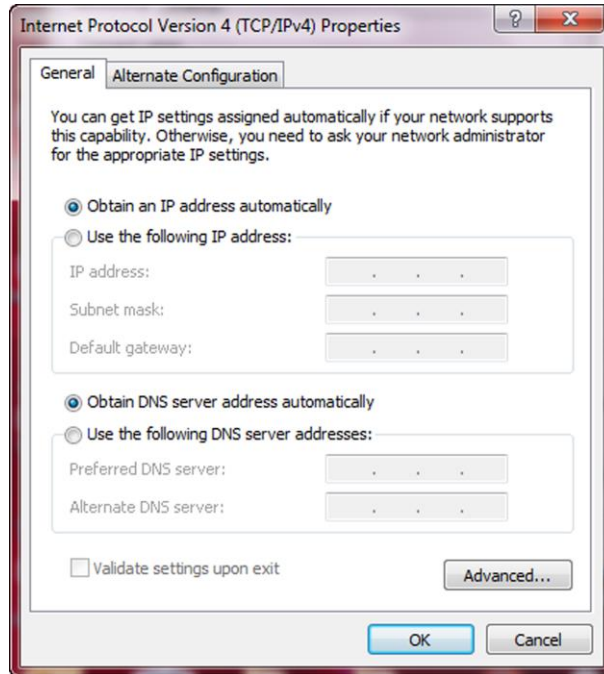 Internet Protocol Version 4 (TCP/IPv4) Properties
General
Alternate Configuration
You can get IP settings assigned automatically if your network supports
this capability. Otherwise, you need to ask your network administrator
for the appropriate IP settings.
Obtain an IP address automatically
Use the following IP address:
IP address:
Subnet mask:
Default gateway:
Obtain DNS server address automatically
Use the following DNS server addresses:
Preferred DNS server:
Alternate DNS server:
Validate settings upon exit
Advanced...
OK
Cancel